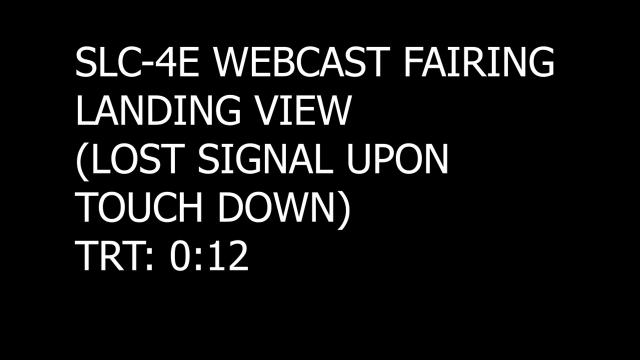 SLC-4E WEBCAST FAIRING
LANDING VIEW
(LOST SIGNAL UPON
TOUCH DOWN)
TRT: 0:12